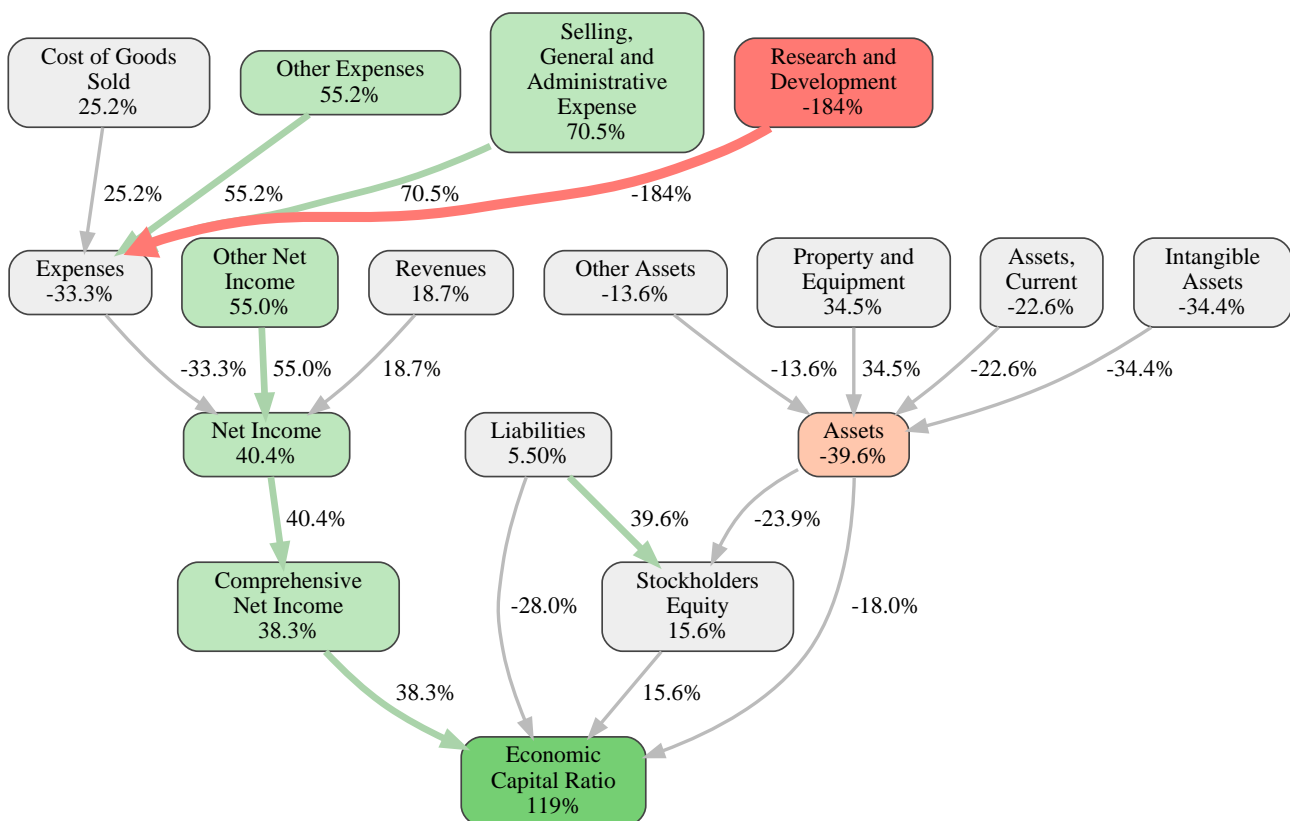 Cost of Goods
Sold
25.2%
Other Expenses
55.2%
Selling,
General and
Administrative
Expense
70.5%
Research and
Development
-184%
25.2%
55.2%
70.5%
-184%
Expenses
-33.3%
Other Net
Income
55.0%
Revenues
18.7%
Other Assets
-13.6%
Property and
Equipment
34.5%
Assets,
Current
-22.6%
Intangible
Assets
-34.4%
-33.3%
55.0%
18.7%
-13.6%
34.5%
-22.6%
-34.4%
Net Income
40.4%
Liabilities
5.50%
Assets
-39.6%
40.4%
39.6%
-23.9%
Comprehensive
Net Income
38.3%
-28.0%
Stockholders
Equity
15.6%
-18.0%
38.3%
15.6%
Economic
Capital Ratio
119%